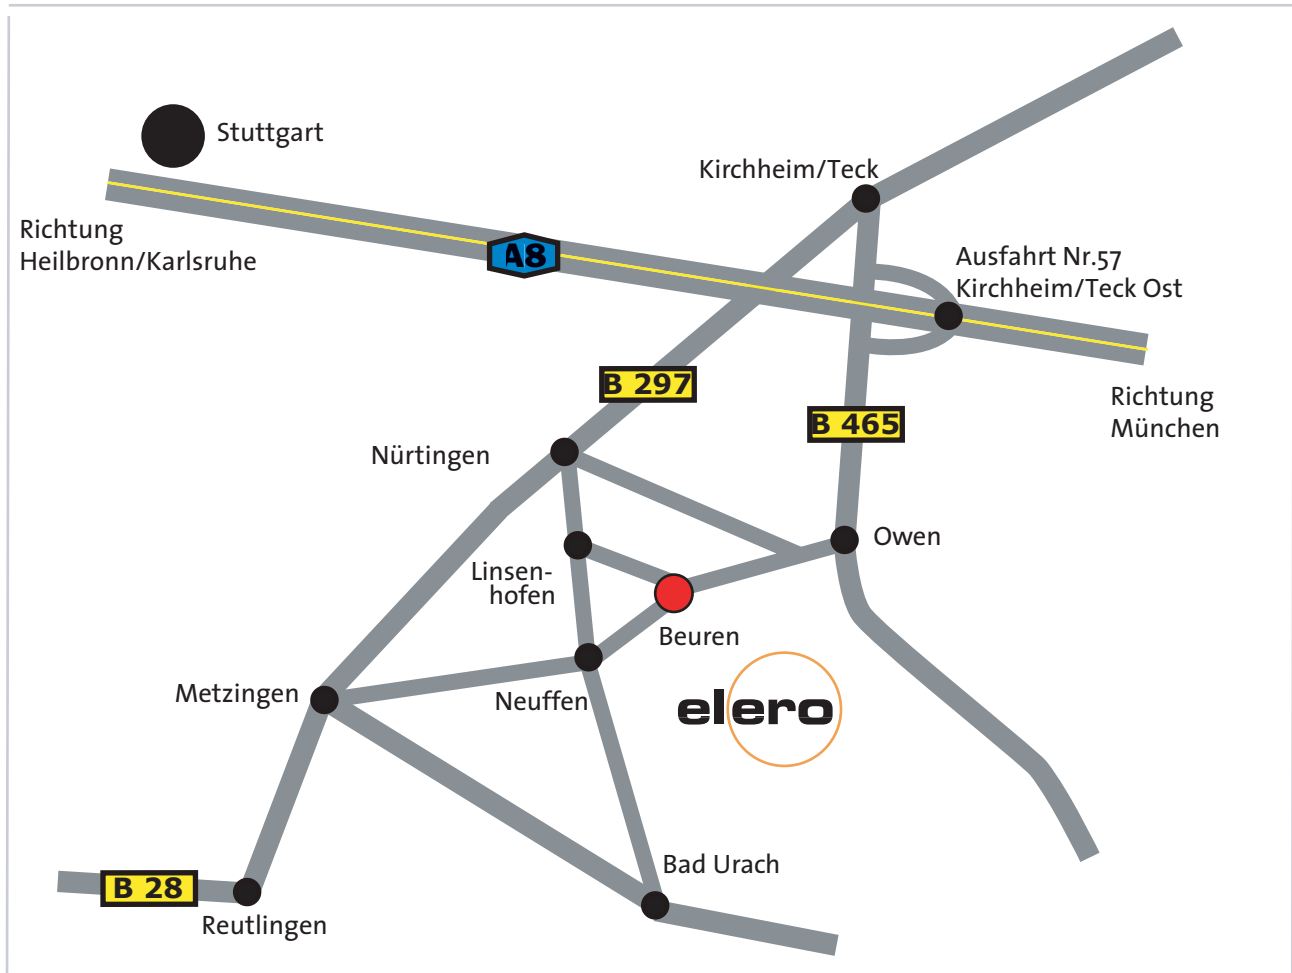 Stuttgart
Kirchheim/Teck
Richtung
Heilbronn/Karlsruhe
A8
Ausfahrt Nr.57
Kirchheim/Teck Ost
B 297
Richtung
München
B 465
Nürtingen
Owen
Linsen-
hofen
Beuren
Metzingen
Neuffen
elero
Bad Urach
B 28
Reutlingen